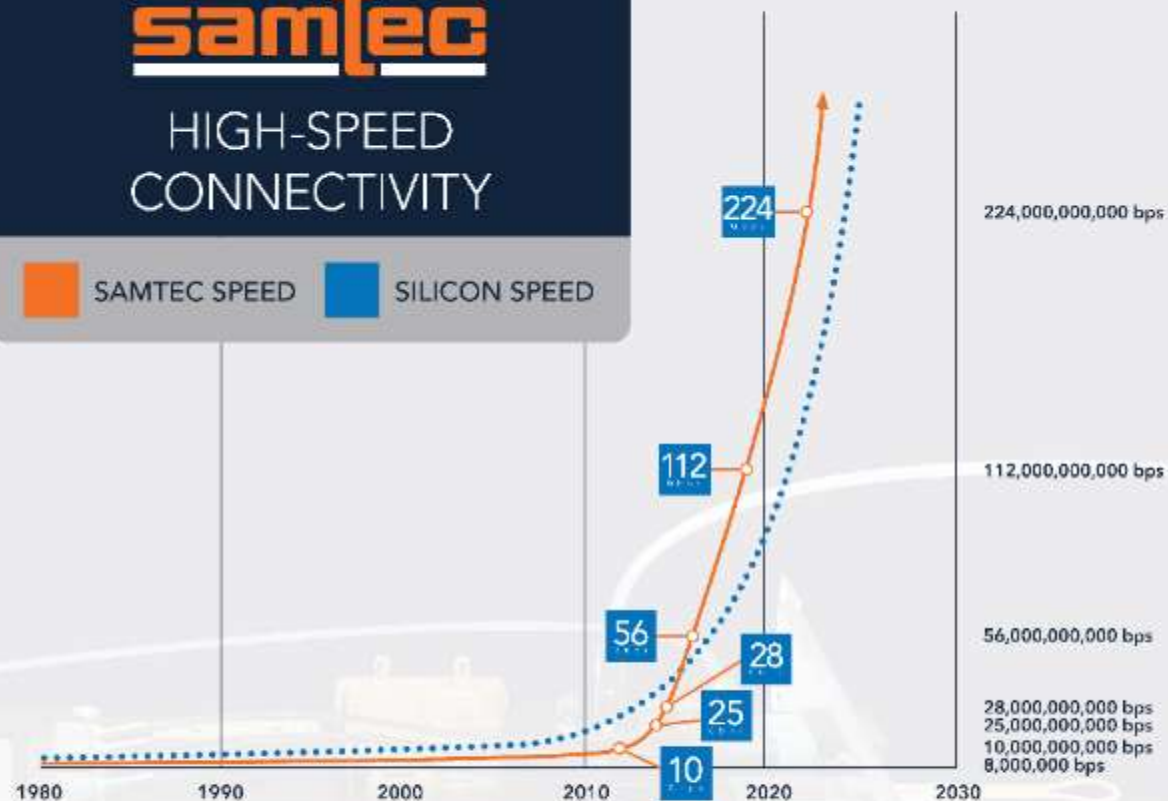 samtec
HIGH-SPEED
CONNECTIVITY
SAMTEC SPEED
SILICON SPEED
224
224,000,000,000 bps
112
112,000,000,000 bps
56
56,000,000,000 bps
28
28,000,000,000 bps
25
25,000,000,000 bps
10,000,000,000 bps
10
8,000,000 bps
1980
1990
2000
2010
2020
2030